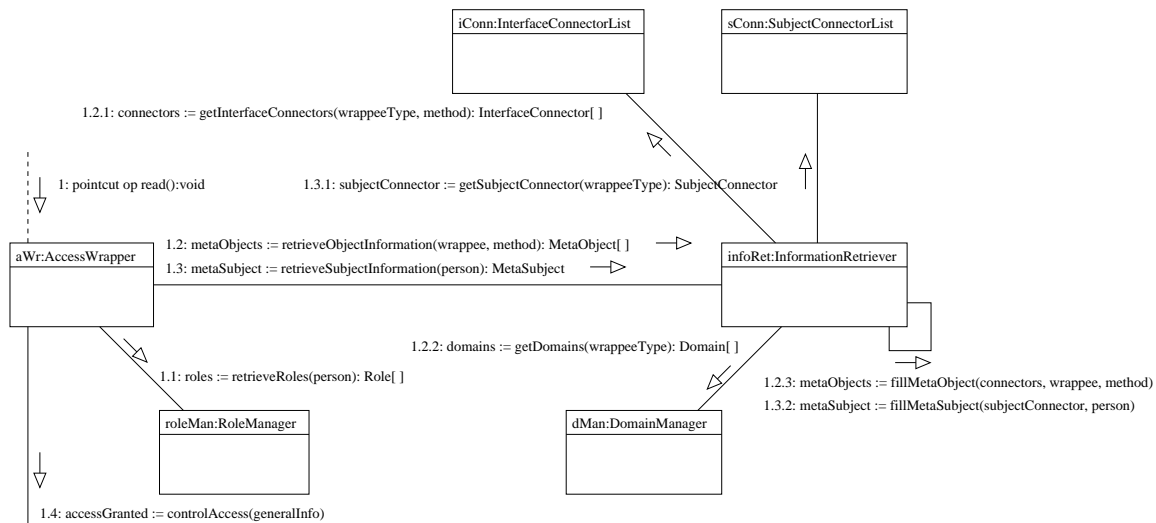 iConn:InterfaceConnectorList
sConn:SubjectConnectorList
1.2.1: connectors := getInterfaceConnectors(wrappeeType, method): InterfaceConnector[ ]
1: pointcut op read():void
1.3.1: subjectConnector := getSubjectConnector(wrappeeType): SubjectConnector
aWr:AccessWrapper
1.2: metaObjects := retrieveObjectInformation(wrappee, method): MetaObject[ ]
1.3: metaSubject := retrieveSubjectInformation(person): MetaSubject
infoRet:InformationRetriever
1.2.2: domains := getDomains(wrappeeType): Domain[ ]
1.1: roles := retrieveRoles(person): Role[ ]
1.2.3: metaObjects := fillMetaObject(connectors, wrappee, method)
1.3.2: metaSubject := fillMetaSubject(subjectConnector, person)
roleMan:RoleManager
dMan:DomainManager
1.4: accessGranted := controlAccess(generalInfo)